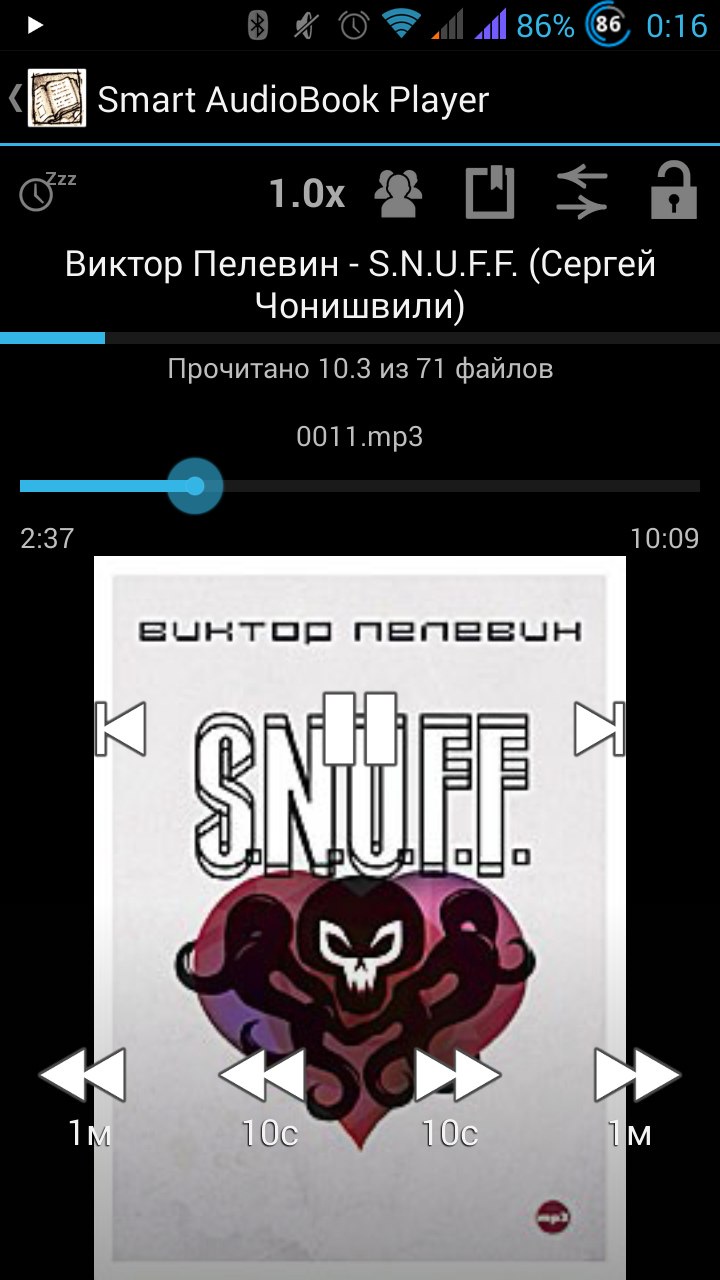 86% 86 0:16
Smart AudioBook Player
Zzz 1.0x
Виктор Пелевин - S.N.U.F.F. (Сергей
Чонишвили)
Прочитано 10.3 из 71 файлов
0011.mp3
2:37 10:09
ВИКТОР ПЕЛЕВИН
S.N.U.F.F.
1м 10с 10с 1м
mp3